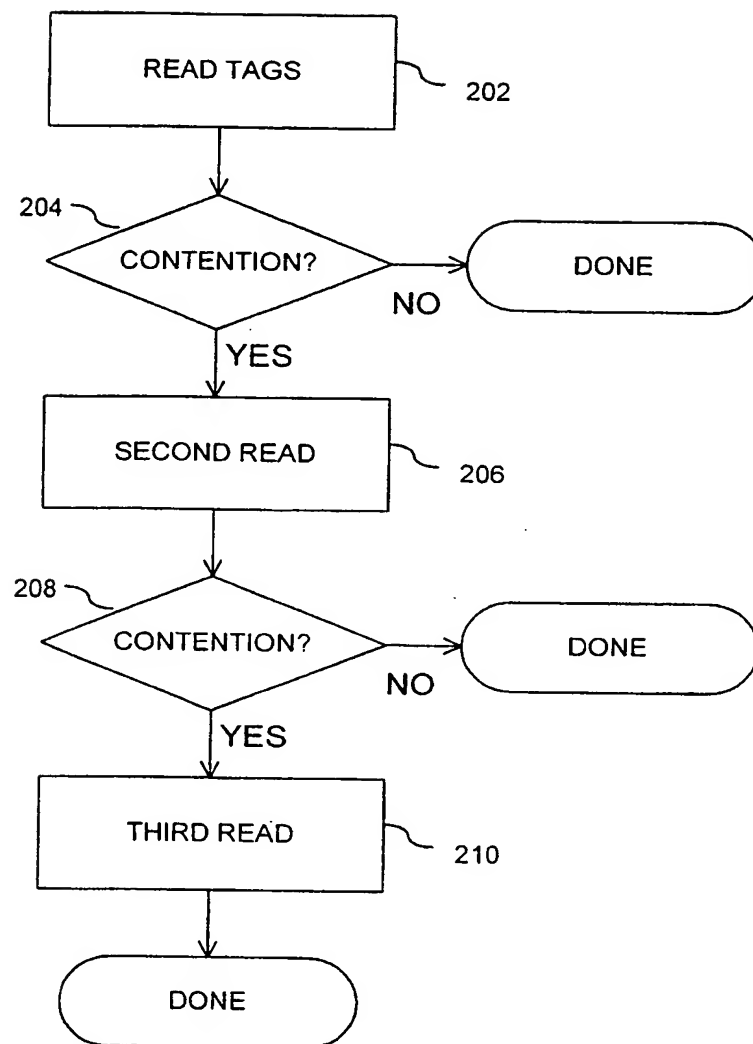 READ TAGS
202
204
CONTENTION?
NO
DONE
YES
SECOND READ
206
208
CONTENTION?
NO
DONE
YES
THIRD READ
210
DONE